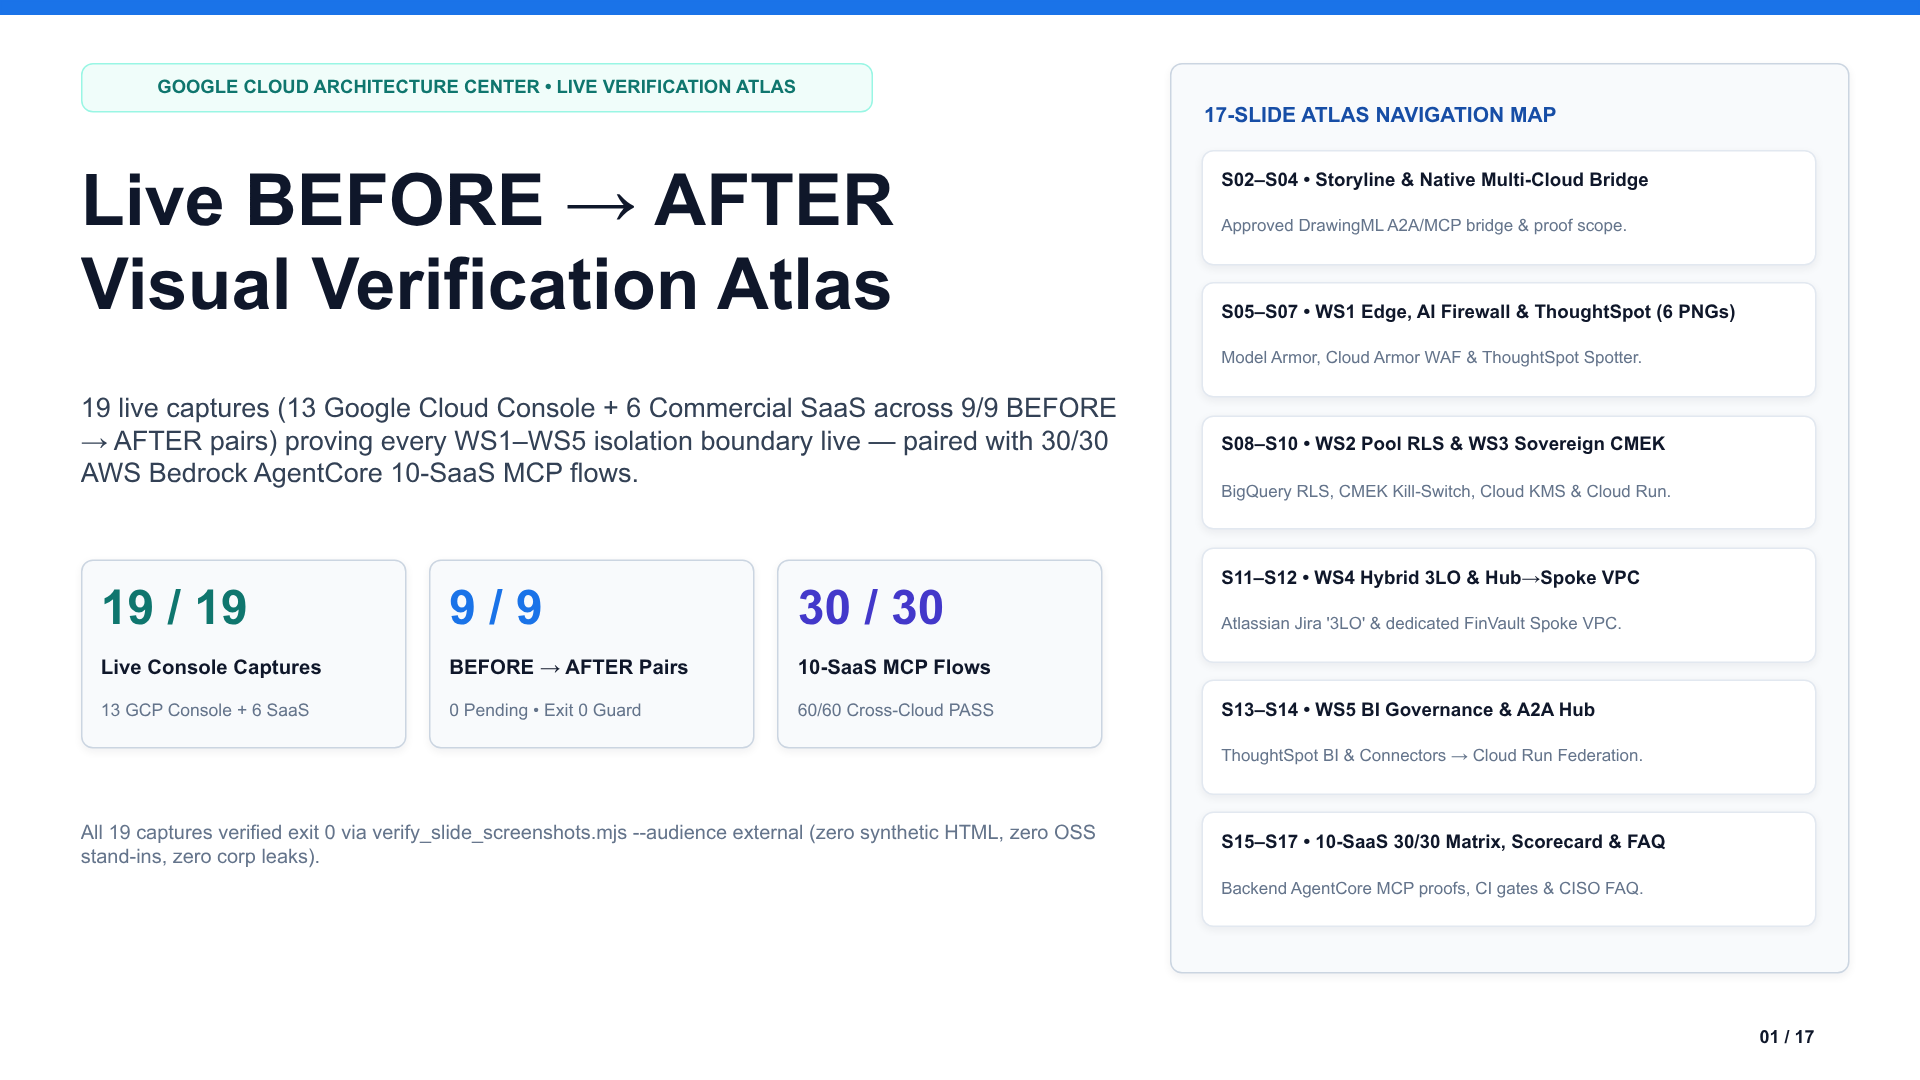 GOOGLE CLOUD ARCHITECTURE CENTER • LIVE VERIFICATION ATLAS
Live BEFORE → AFTER
Visual Verification Atlas
19 live captures (13 Google Cloud Console + 6 Commercial SaaS across 9/9 BEFORE
→ AFTER pairs) proving every WS1–WS5 isolation boundary live — paired with 30/30
AWS Bedrock AgentCore 10-SaaS MCP flows.
19 / 19
Live Console Captures
13 GCP Console + 6 SaaS
9 / 9
BEFORE → AFTER Pairs
0 Pending • Exit 0 Guard
30 / 30
10-SaaS MCP Flows
60/60 Cross-Cloud PASS
All 19 captures verified exit 0 via verify_slide_screenshots.mjs --audience external (zero synthetic HTML, zero OSS
stand-ins, zero corp leaks).
17-SLIDE ATLAS NAVIGATION MAP
S02–S04 • Storyline & Native Multi-Cloud Bridge
Approved DrawingML A2A/MCP bridge & proof scope.
S05–S07 • WS1 Edge, AI Firewall & ThoughtSpot (6 PNGs)
Model Armor, Cloud Armor WAF & ThoughtSpot Spotter.
S08–S10 • WS2 Pool RLS & WS3 Sovereign CMEK
BigQuery RLS, CMEK Kill-Switch, Cloud KMS & Cloud Run.
S11–S12 • WS4 Hybrid 3LO & Hub→Spoke VPC
Atlassian Jira '3LO' & dedicated FinVault Spoke VPC.
S13–S14 • WS5 BI Governance & A2A Hub
ThoughtSpot BI & Connectors → Cloud Run Federation.
S15–S17 • 10-SaaS 30/30 Matrix, Scorecard & FAQ
Backend AgentCore MCP proofs, CI gates & CISO FAQ.
01 / 17